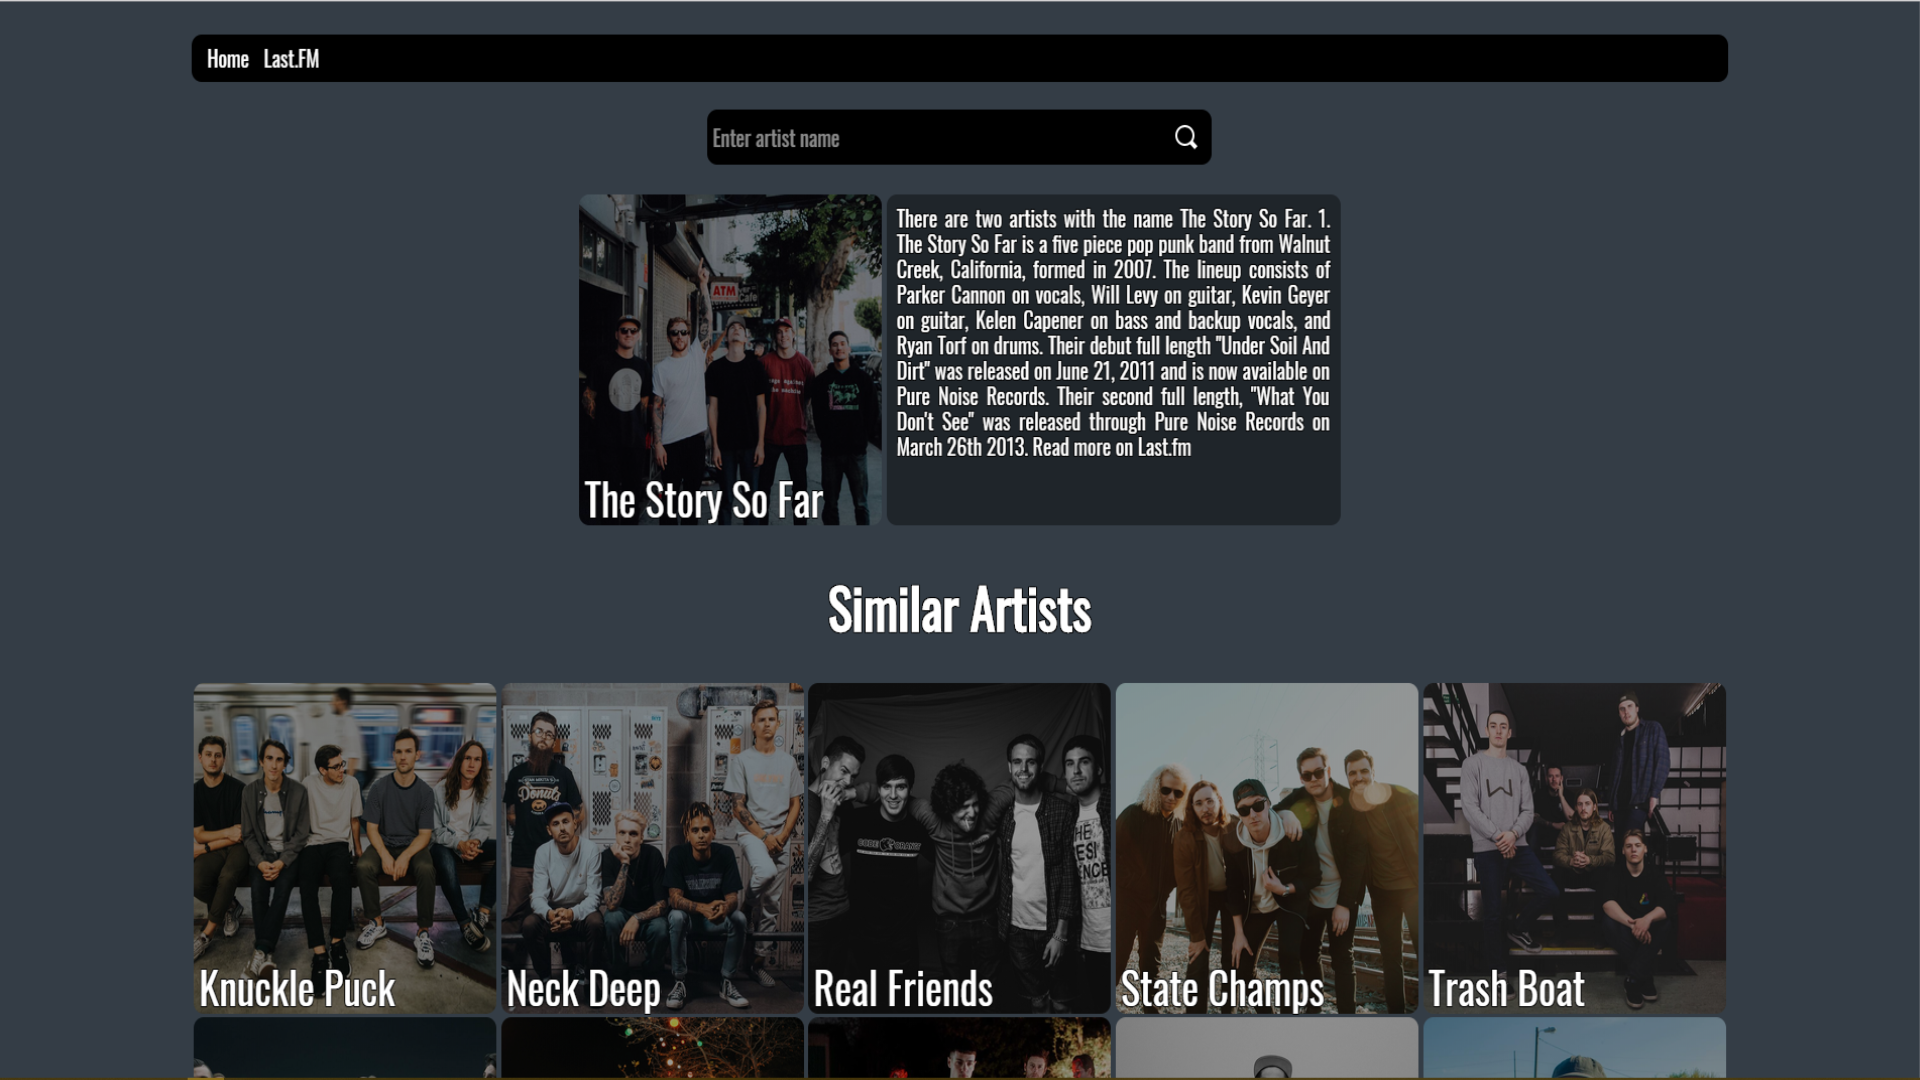 Home Last.FM
Enter artist name
ATM
There are two artists with the name The Story So Far. 1.
The Story So Far is a five piece pop punk band from Walnut
Creek, California, formed in 2007. The lineup consists of
Parker Cannon on vocals, Will Levy on guitar, Kevin Geyer
on guitar, Kelen Capener on bass and backup vocals, and
Ryan Torf on drums. Their debut full length "Under Soil And
Dirt" was released on June 21, 2011 and is now available on
Pure Noise Records. Their second full length, "What You
Don't See" was released through Pure Noise Records on
March 26th 2013. Read more on Last.fm
The Story So Far
Similar Artists
Donuts
Knuckle Puck
Neck Deep
Real Friends
State Champs
Trash Boat